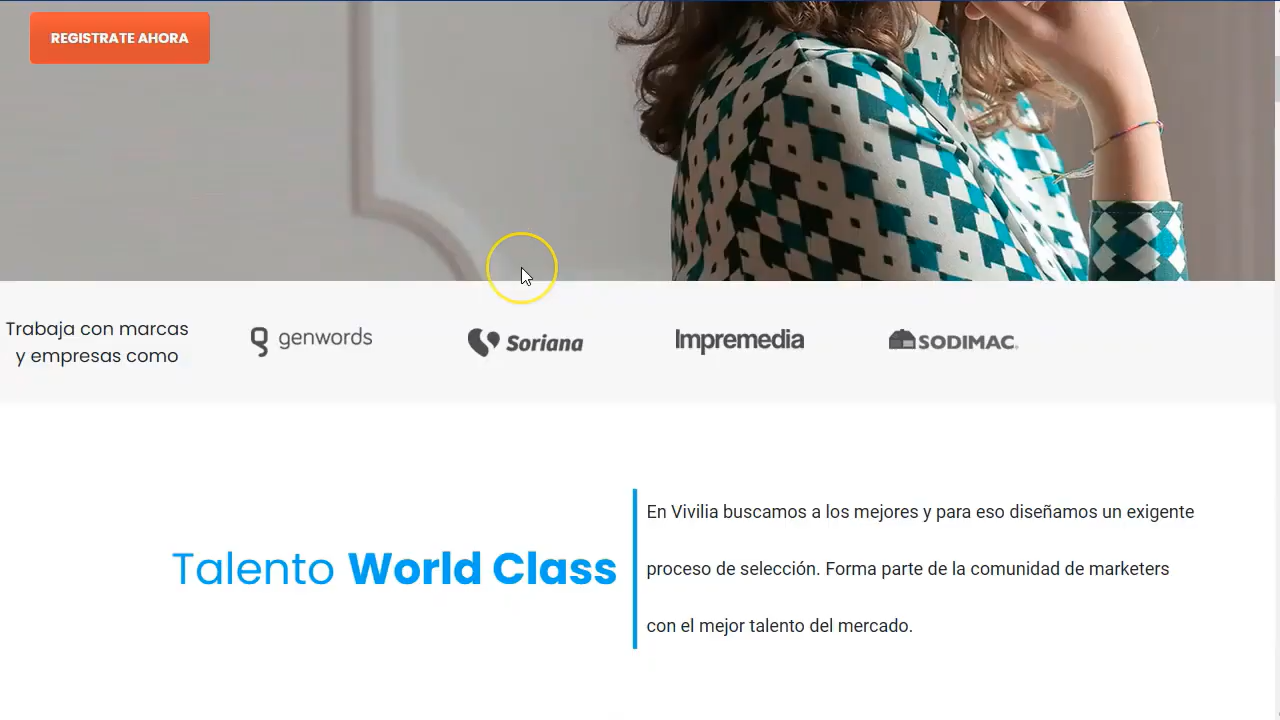 REGISTRATE AHORA
Trabaja con marcas
y empresas como
genwords
Soriana
Impremedia
SODIMAC
Talento World Class
En Vivilia buscamos a los mejores y para eso diseñamos un exigente
proceso de selección. Forma parte de la comunidad de marketers
con el mejor talento del mercado.